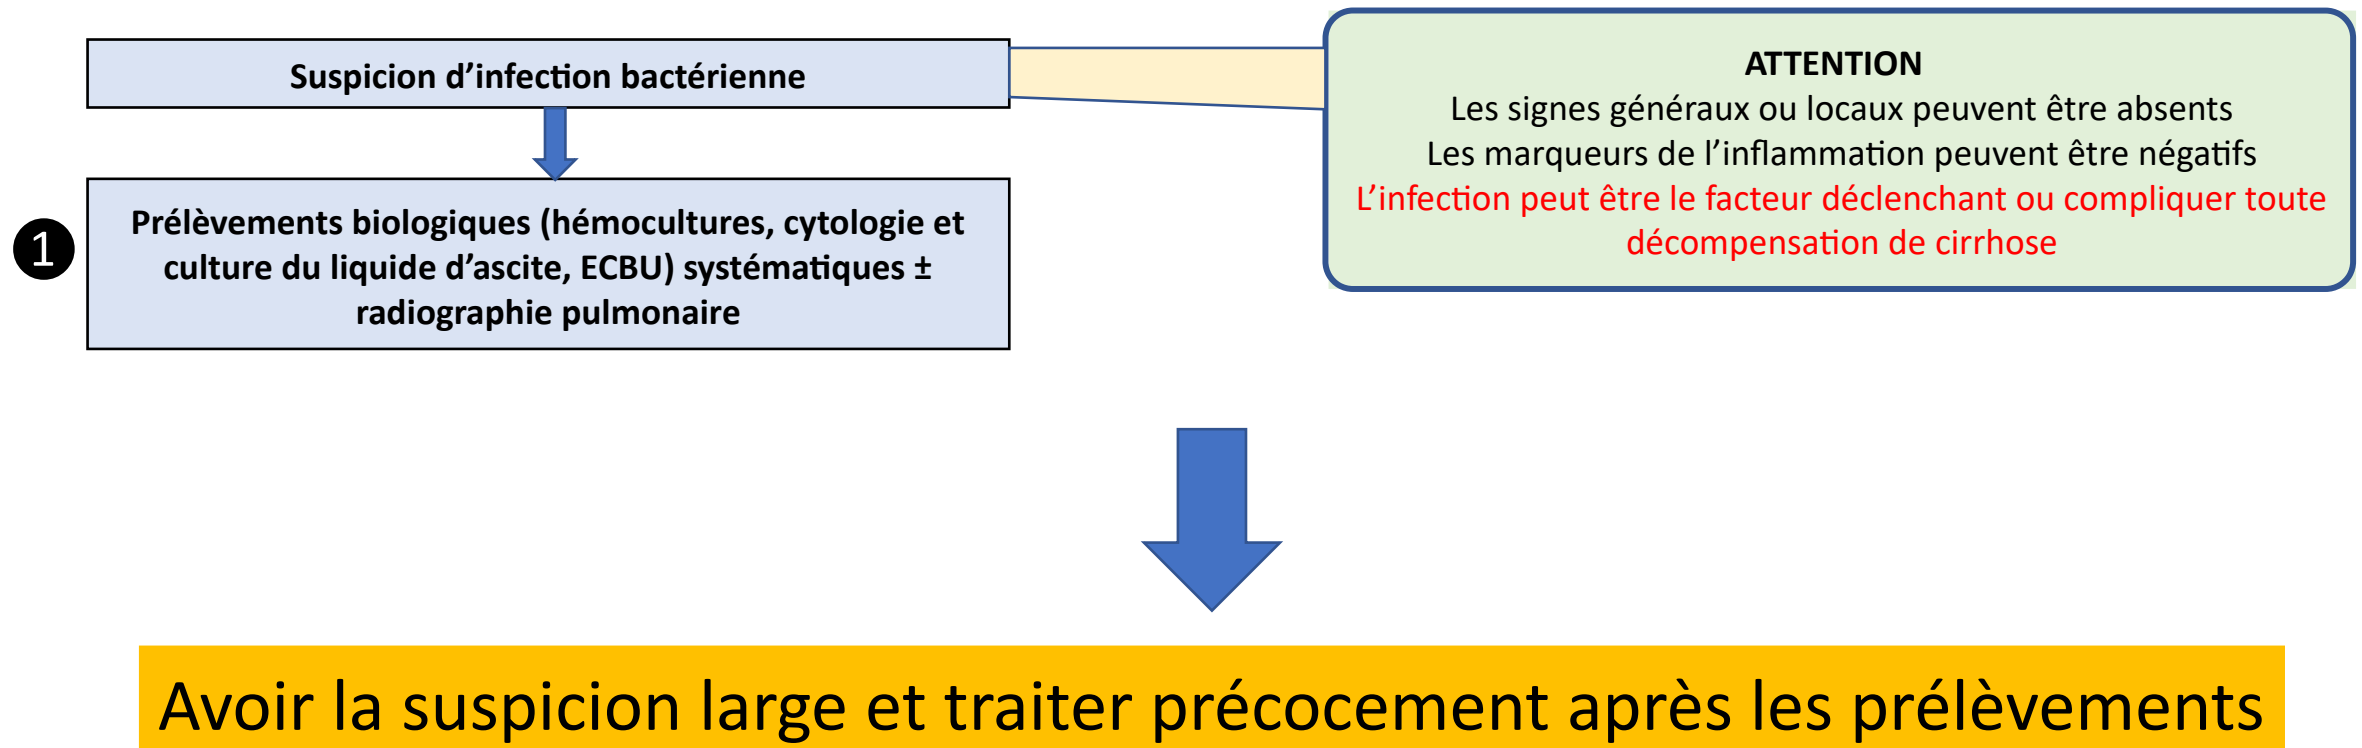 Suspicion d’infection bactérienne
ATTENTION
Les signes généraux ou locaux peuvent être absents
Les marqueurs de l’inflammation peuvent être négatifs
L’infection peut être le facteur déclenchant ou compliquer toute
décompensation de cirrhose
1
Prélèvements biologiques (hémocultures, cytologie et
culture du liquide d’ascite, ECBU) systématiques ±
radiographie pulmonaire
Avoir la suspicion large et traiter précocement après les prélèvements